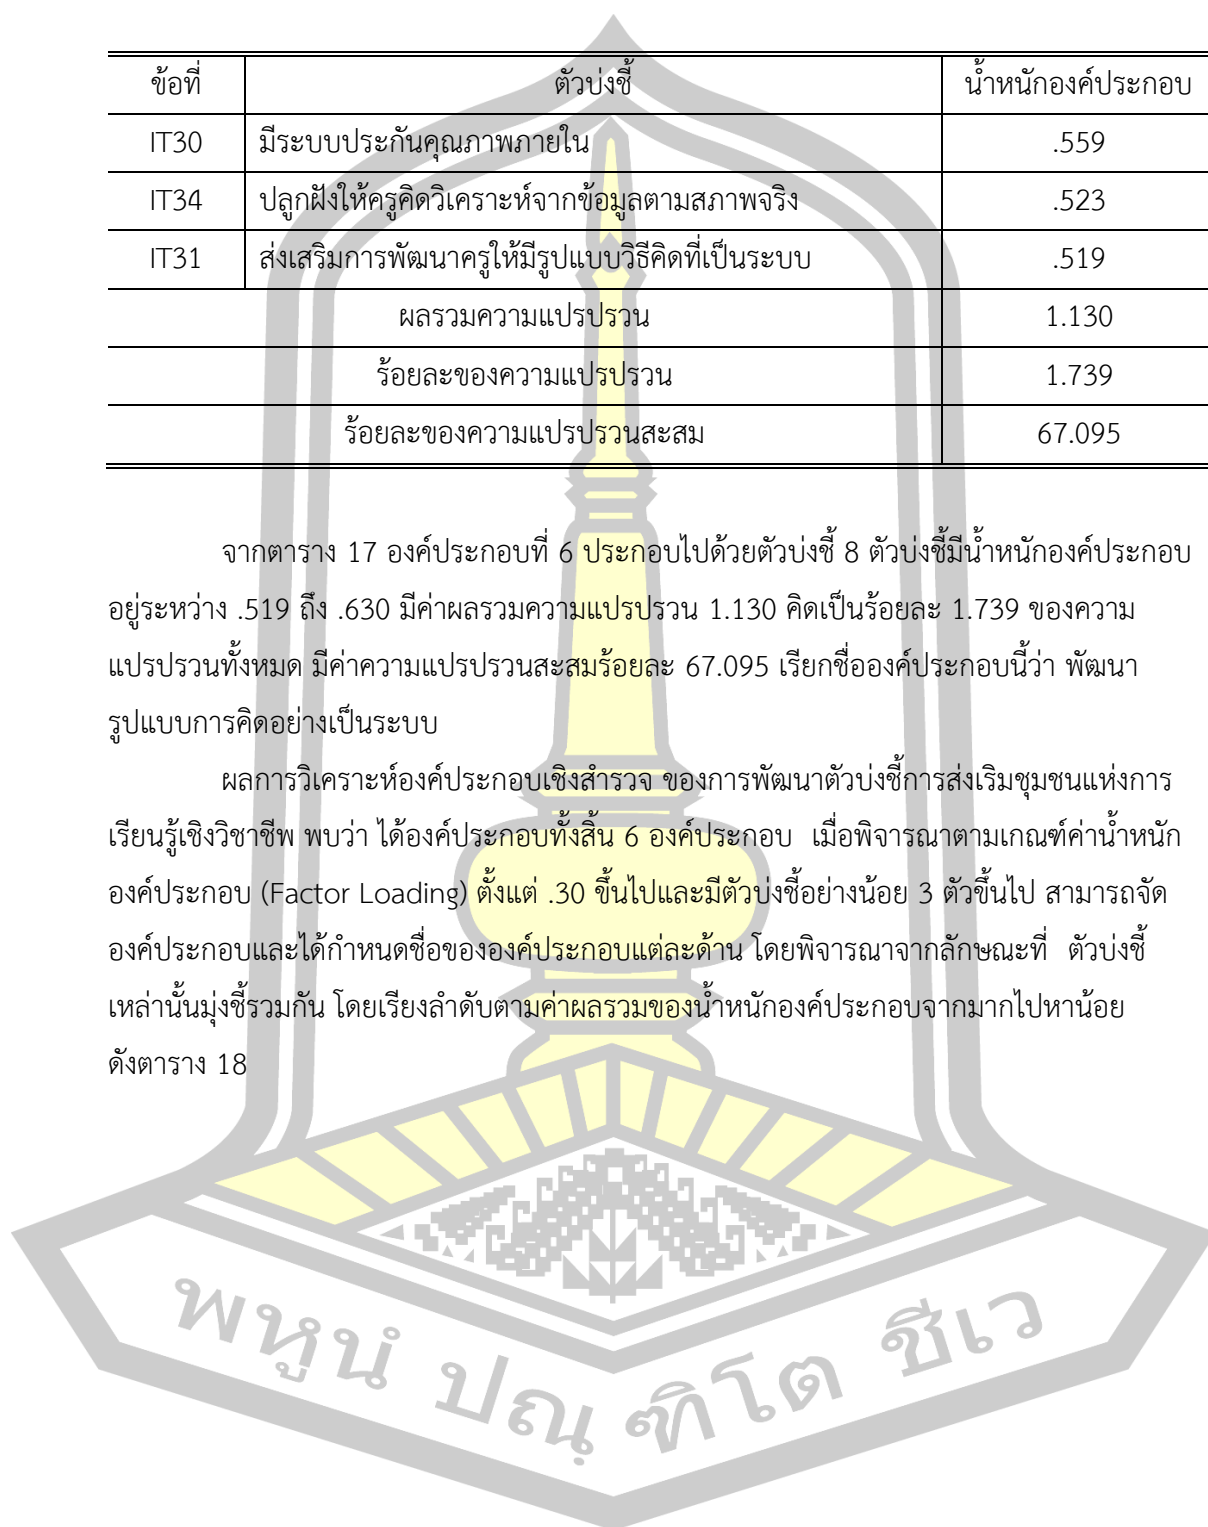 ข้อที่ ตัวบ่งชี้ น้ำหนักองค์ประกอบ
IT30 มีระบบประกันคุณภาพภายใน .559
IT34 ปลูกฝังให้ครูคิดวิเคราะห์จากข้อมูลตามสภาพจริง .523
IT31 ส่งเสริมการพัฒนาครูให้มีรูปแบบวิธีคิดที่เป็นระบบ .519
ผลรวมความแปรปรวน 1.130
ร้อยละของความแปรปรวน 1.739
ร้อยละของความแปรปรวนสะสม 67.095
จากตาราง 17 องค์ประกอบที่ 6 ประกอบไปด้วยตัวบ่งชี้ 8 ตัวบ่งชี้มีน้ำหนักองค์ประกอบ
อยู่ระหว่าง .519 ถึง .630 มีค่าผลรวมความแปรปรวน 1.130 คิดเป็นร้อยละ 1.739 ของความ
แปรปรวนทั้งหมด มีค่าความแปรปรวนสะสมร้อยละ 67.095 เรียกชื่อองค์ประกอบนี้ว่า พัฒนา
รูปแบบการคิดอย่างเป็นระบบ
ผลการวิเคราะห์องค์ประกอบเชิงสำรวจ ของการพัฒนาตัวบ่งชี้การส่งเริมชุมชนแห่งการ
เรียนรู้เชิงวิชาชีพ พบว่า ได้องค์ประกอบทั้งสิ้น 6 องค์ประกอบ เมื่อพิจารณาตามเกณฑ์ค่าน้ำหนัก
องค์ประกอบ (Factor Loading) ตั้งแต่ .30 ขึ้นไปและมีตัวบ่งชี้อย่างน้อย 3 ตัวขึ้นไป สามารถจัด
องค์ประกอบและได้กำหนดชื่อขององค์ประกอบแต่ละด้าน โดยพิจารณาจากลักษณะที่ ตัวบ่งชี้
เหล่านั้นมุ่งชี้รวมกัน โดยเรียงลำดับตามค่าผลรวมของน้ำหนักองค์ประกอบจากมากไปหาน้อย
ดังตาราง 18
พหูนํ ปณฺฑิโต ชีเว